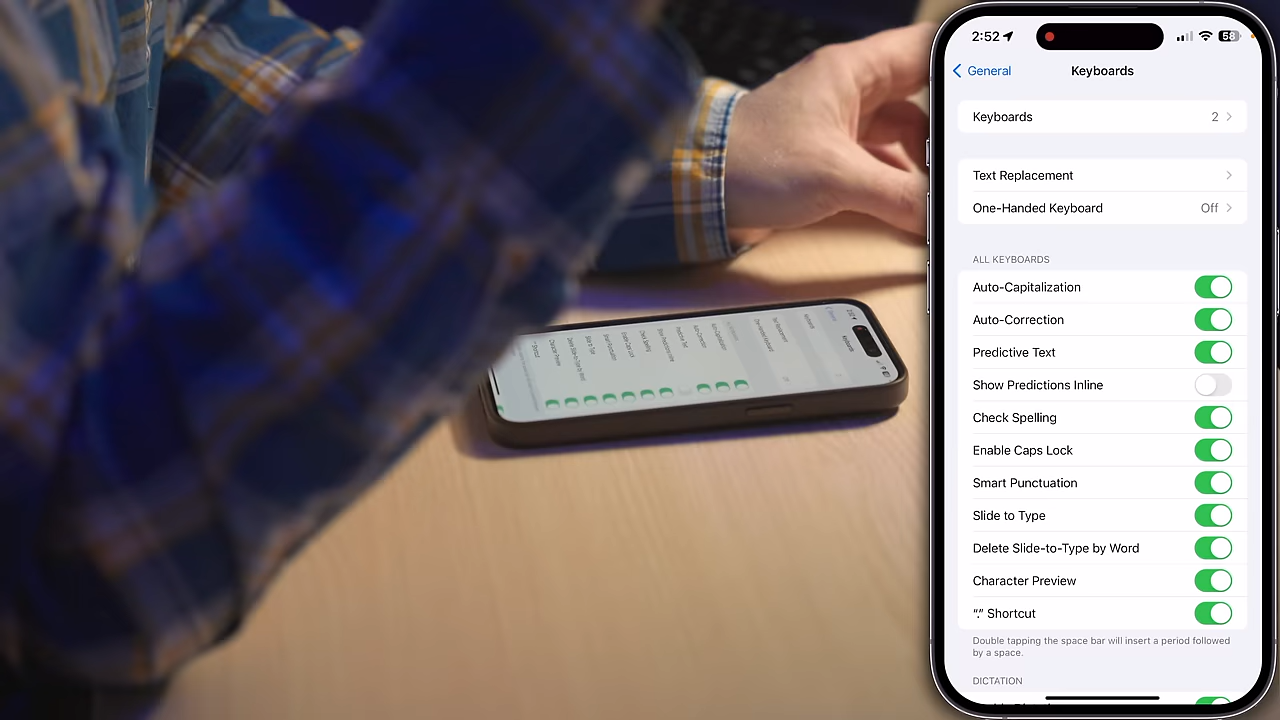 2:52
58
General
Keyboards
Keyboards 2
Text Replacement
One-Handed Keyboard Off
ALL KEYBOARDS
Auto-Capitalization
Auto-Correction
Predictive Text
Show Predictions Inline
Check Spelling
Enable Caps Lock
Smart Punctuation
Slide to Type
Delete Slide-to-Type by Word
Character Preview
“.” Shortcut
Double tapping the space bar will insert a period followed
by a space.
DICTATION